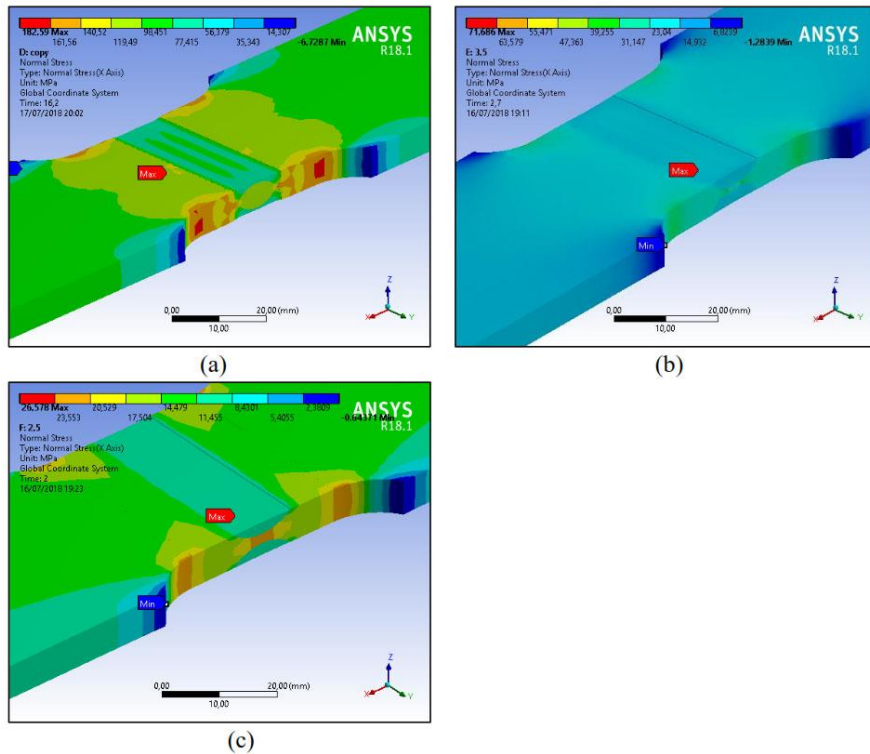 182,59 Max 140,52 98,451 56,379 14,307
161,56 119,49 77,415 35,343 -6,7287 Min
ANSYS
R18.1
D: copy
Normal Stress
Type: Normal Stress(X Axis)
Unit: MPa
Global Coordinate System
Time: 16,2
17/07/2018 20:02
Max
0,00 20,00 (mm)
10,00
Z
X Y
(a)
71,686 Max 55,471 39,255 23,04 6,8239
63,579 47,363 31,147 14,932 -1,2839 Min
ANSYS
R18.1
E: 3,5
Normal Stress
Type: Normal Stress(X Axis)
Unit: MPa
Global Coordinate System
Time: 2,7
16/07/2018 19:11
Max
Min
0,00 20,00 (mm)
10,00
Z
X Y
(b)
26,578 Max 20,529 14,479 8,4301 2,3809
23,553 17,504 11,455 5,4055 -0,64371 Min
ANSYS
R18.1
F: 2,5
Normal Stress
Type: Normal Stress(X Axis)
Unit: MPa
Global Coordinate System
Time: 2
16/07/2018 19:23
Max
Min
0,00 20,00 (mm)
10,00
Z
X Y
(c)